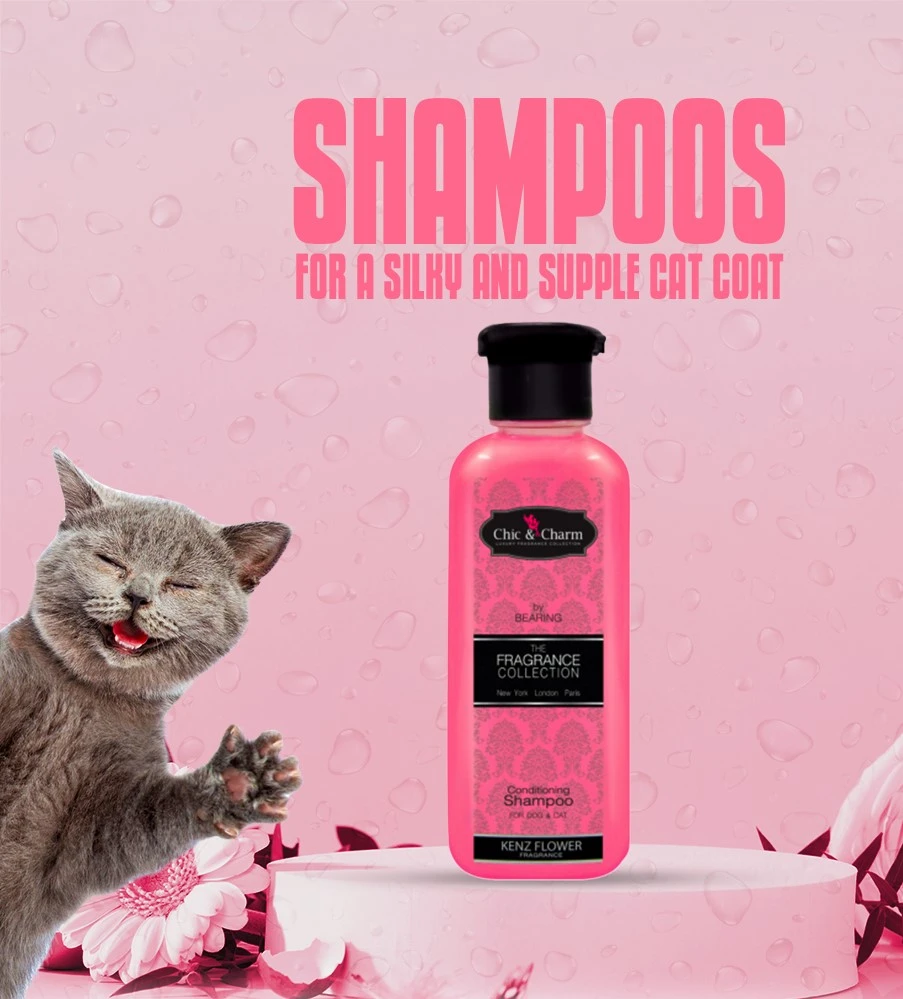 SHAMPOOS
FOR A SILKY AND SUPPLE CAT COAT
Chic & Charm
LUXURY FRAGRANCE COLLECTION
by
BEARING
THE
FRAGRANCE
COLLECTION
New York London Paris
Conditioning
Shampoo
FOR DOG & CAT
KENZ FLOWER
FRAGRANCE